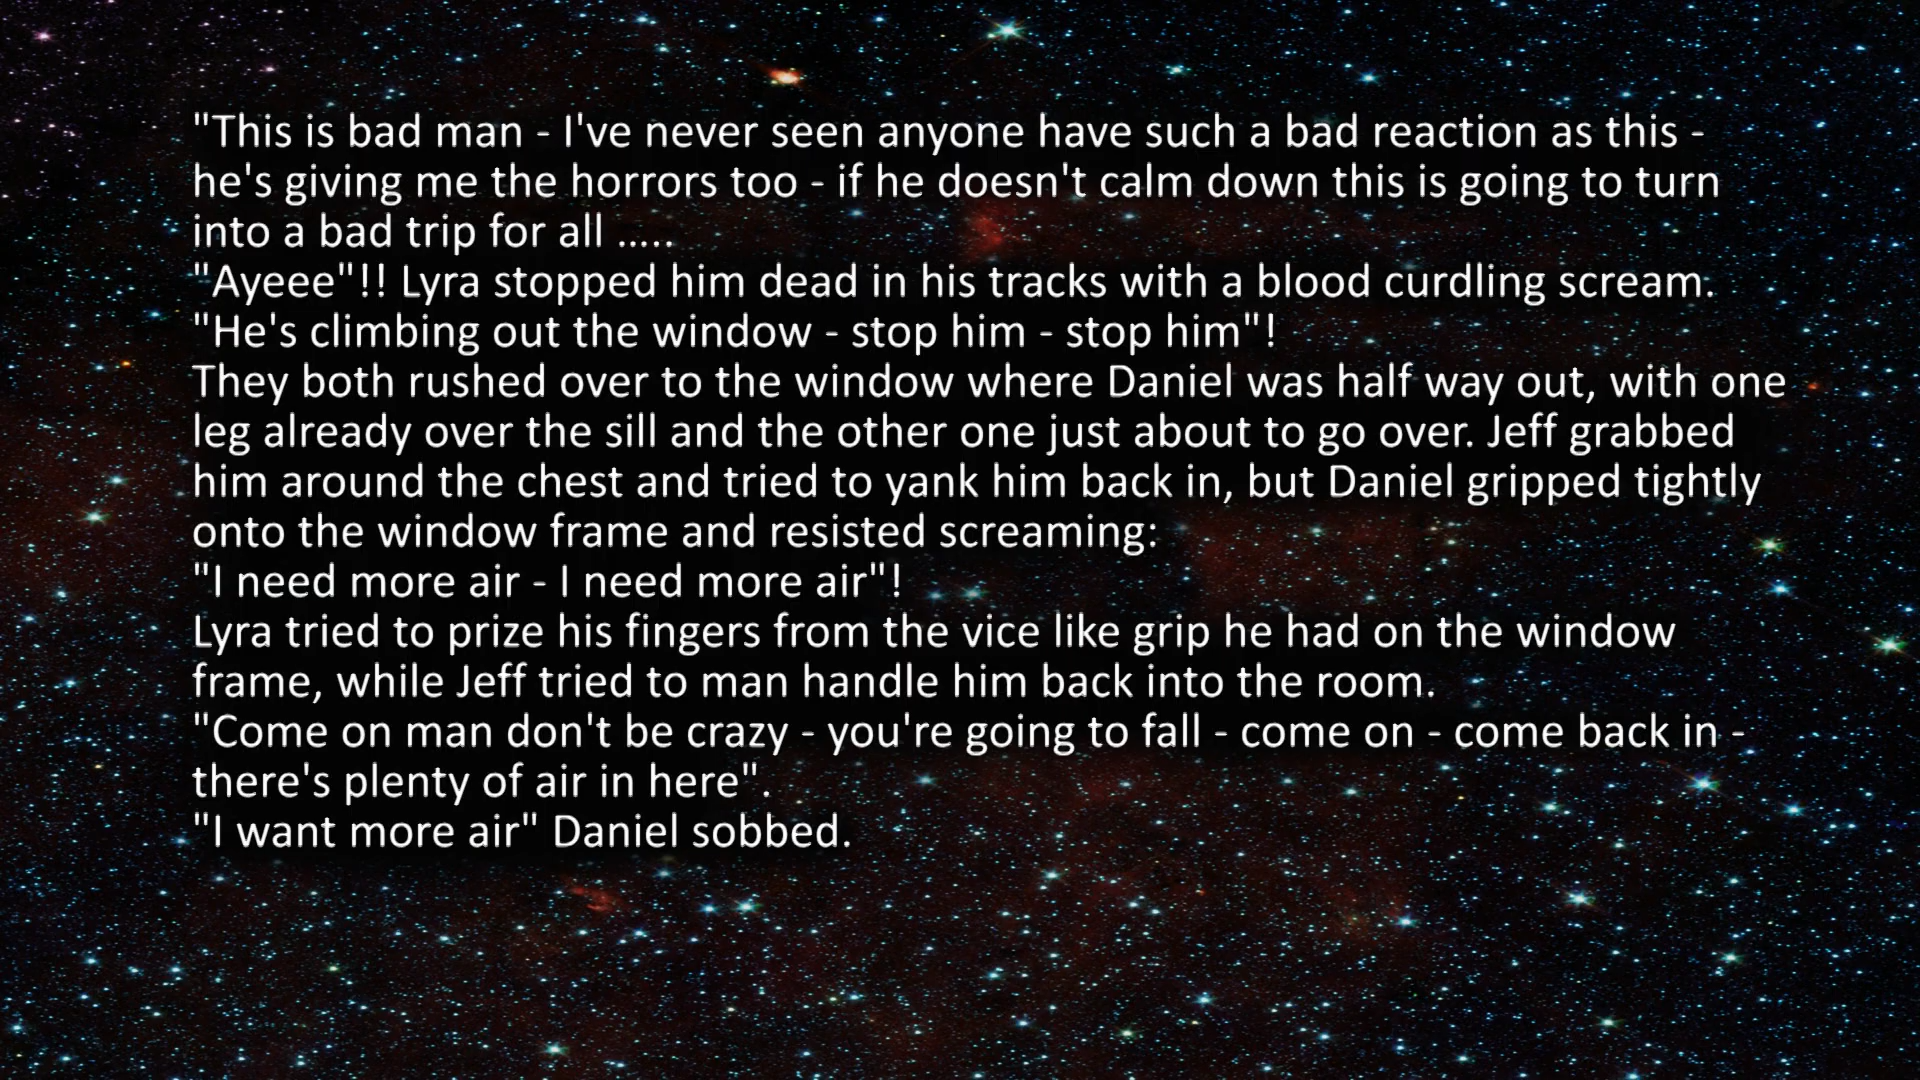 "This is bad man - I've never seen anyone have such a bad reaction as this -
he's giving me the horrors too - if he doesn't calm down this is going to turn
into a bad trip for all .....
"Ayeee"!! Lyra stopped him dead in his tracks with a blood curdling scream.
"He's climbing out the window - stop him - stop him"!
They both rushed over to the window where Daniel was half way out, with one
leg already over the sill and the other one just about to go over. Jeff grabbed
him around the chest and tried to yank him back in, but Daniel gripped tightly
onto the window frame and resisted screaming:
"I need more air - I need more air"!
Lyra tried to prize his fingers from the vice like grip he had on the window
frame, while Jeff tried to man handle him back into the room.
"Come on man don't be crazy - you're going to fall - come on - come back in -
there's plenty of air in here".
"I want more air" Daniel sobbed.